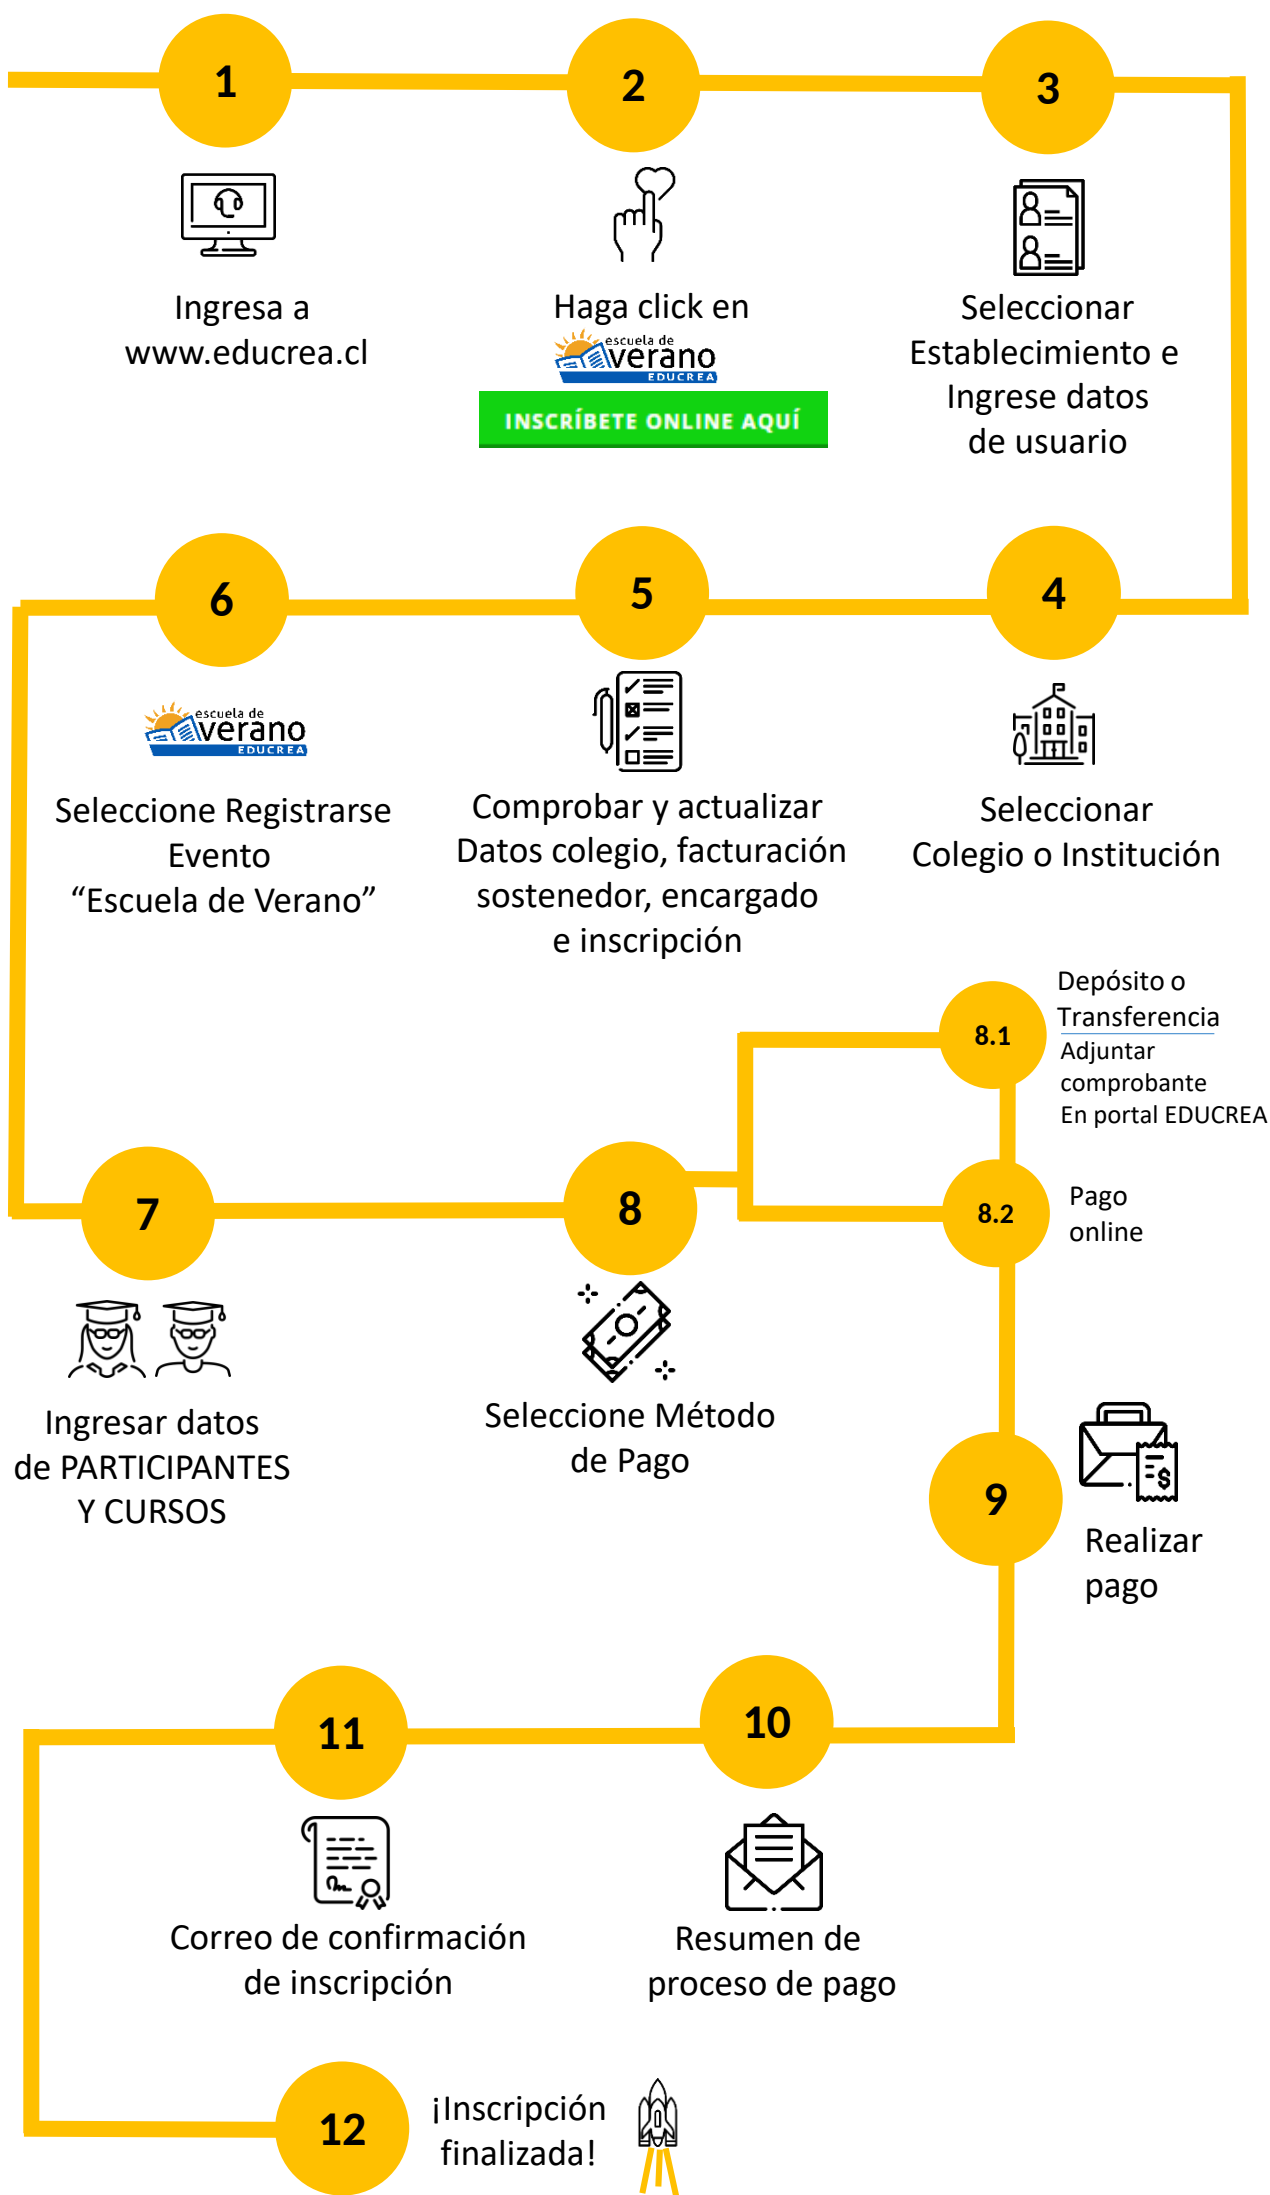 1
2
3
Ingresa a
www.educrea.cl
Haga click en
escuela de
verano
EDUCREA
INSCRÍBETE ONLINE AQUÍ
Seleccionar
Establecimiento e
Ingrese datos
de usuario
4
5
6
Seleccionar
Colegio o Institución
Comprobar y actualizar
Datos colegio, facturación
sostenedor, encargado
e inscripción
escuela de
verano
EDUCREA
Seleccione Registrarse
Evento
“Escuela de Verano”
7
Ingresar datos
de PARTICIPANTES
Y CURSOS
8
Seleccione Método
de Pago
8.1
Depósito o
Transferencia
Adjuntar
comprobante
En portal EDUCREA
8.2
Pago
online
9
$
Realizar
pago
10
Resumen de
proceso de pago
11
Correo de confirmación
de inscripción
12
¡Inscripción
finalizada!